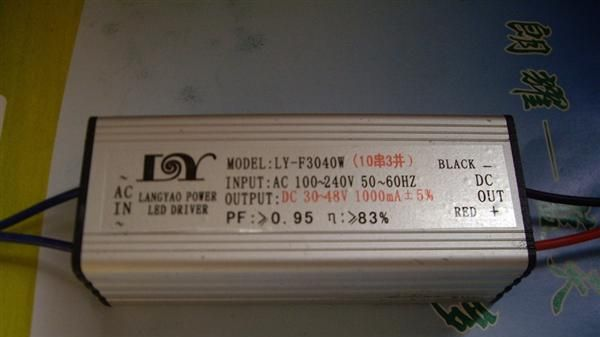 朗耀
MODEL:LY-F3040W (10串3并)
INPUT:AC 100~240V 50~60HZ
OUTPUT:DC 30~48V 1000mA±5%
PF:≥0.95 η:≥83%
~
AC
IN
~
LANGYAO POWER
LED DRIVER
BLACK −
DC
OUT
RED +